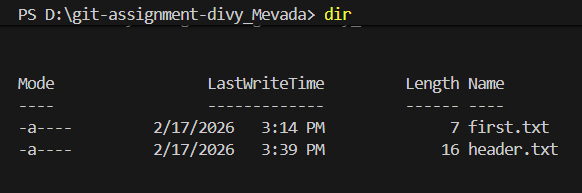 PS D:\git-assignment-divy_Mevada> dir
Mode                 LastWriteTime         Length Name
----                 -------------         ------ ----
-a----         2/17/2026   3:14 PM              7 first.txt
-a----         2/17/2026   3:39 PM             16 header.txt